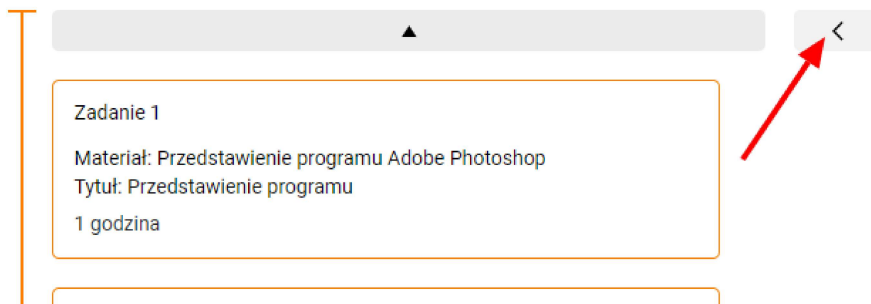 Zadanie 1
Materiał: Przedstawienie programu Adobe Photoshop
Tytuł: Przedstawienie programu
1 godzina